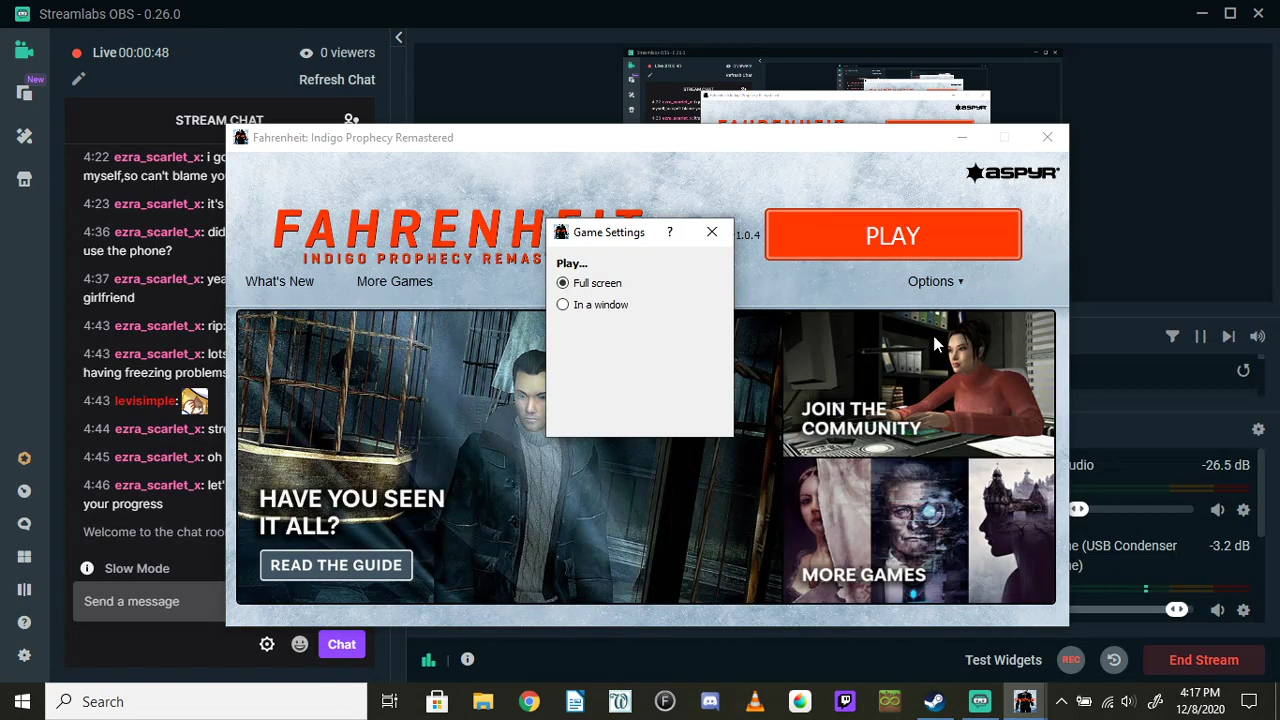 Streamlabs OBS - 0.26.0
Live 00:00:48
0 viewers
New
Refresh Chat
STREAM CHAT
4:22 ezra_scarlet_x: i go
myself,so can't blame you
4:23 ezra_scarlet_x: it's
4:36 ezra_scarlet_x: did
use the phone?
4:37 ezra_scarlet_x: yea
girlfriend
4:43 ezra_scarlet_x: rip
4:43 ezra_scarlet_x: lots
having freezing problems
4:43 levisimple:
4:44 ezra_scarlet_x: stre
4:45 ezra_scarlet_x: oh
4:46 ezra_scarlet_x: let'
your progress
Welcome to the chat roo
Slow Mode
Send a message
Chat
Fahrenheit: Indigo Prophecy Remastered
ASPYR
FAHRENHEIT
INDIGO PROPHECY REMAS
1.0.4
PLAY
What's New
More Games
Options
Game Settings
?
Play...
Full screen
In a window
HAVE YOU SEEN
IT ALL?
READ THE GUIDE
JOIN THE
COMMUNITY
MORE GAMES
udio
-26.5 dB
ne (USB Condenser
-3.2 dB
ne)
Test Widgets
REC
End Stream
Search
4:17 PM
12/8/2020